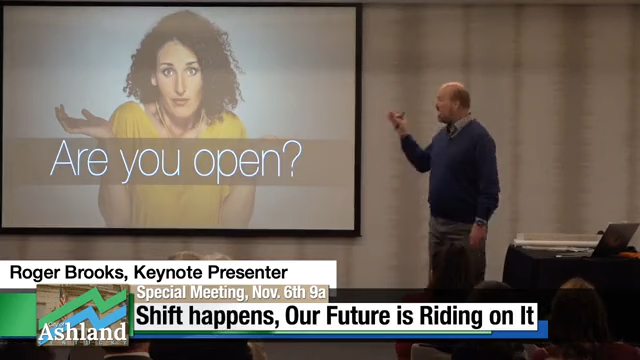 Are you open?
Roger Brooks, Keynote Presenter
Special Meeting, Nov. 6th 9a
Shift happens, Our Future is Riding on It
Ashland